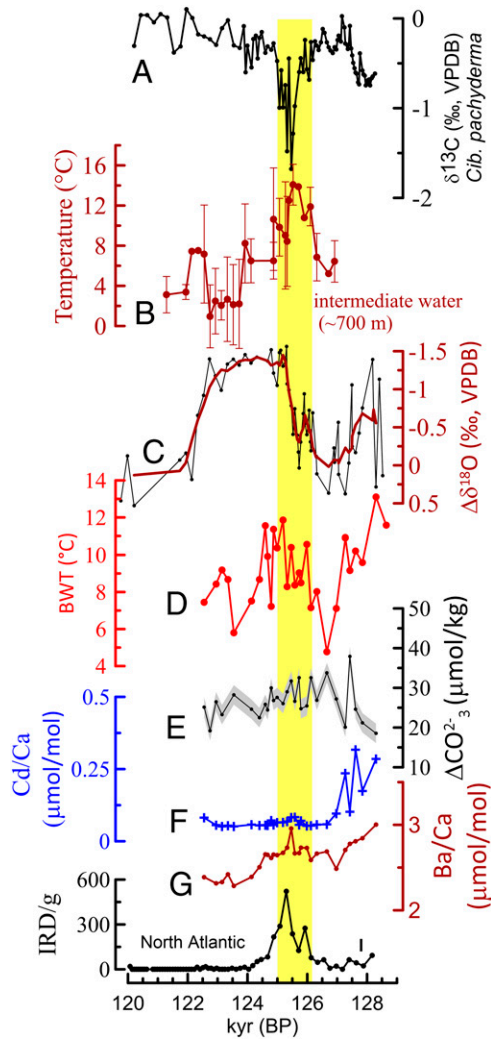 0
-1
-2
δ13C (‰, VPDB)
Cib. pachyderma
A
16
12
8
4
0
Temperature (°C)
B
intermediate water
(~700 m)
-1.5
-1
-0.5
0
0.5
Δδ18O (‰, VPDB)
C
14
12
10
8
6
4
BWT (°C)
D
50
40
30
20
10
ΔCO2-3 (μmol/kg)
E
0.5
0.25
0
Cd/Ca
(μmol/mol)
F
3
2
Ba/Ca
(μmol/mol)
G
600
300
0
IRD/g
North Atlantic
I
120 122 124 125 126 128
kyr (BP)